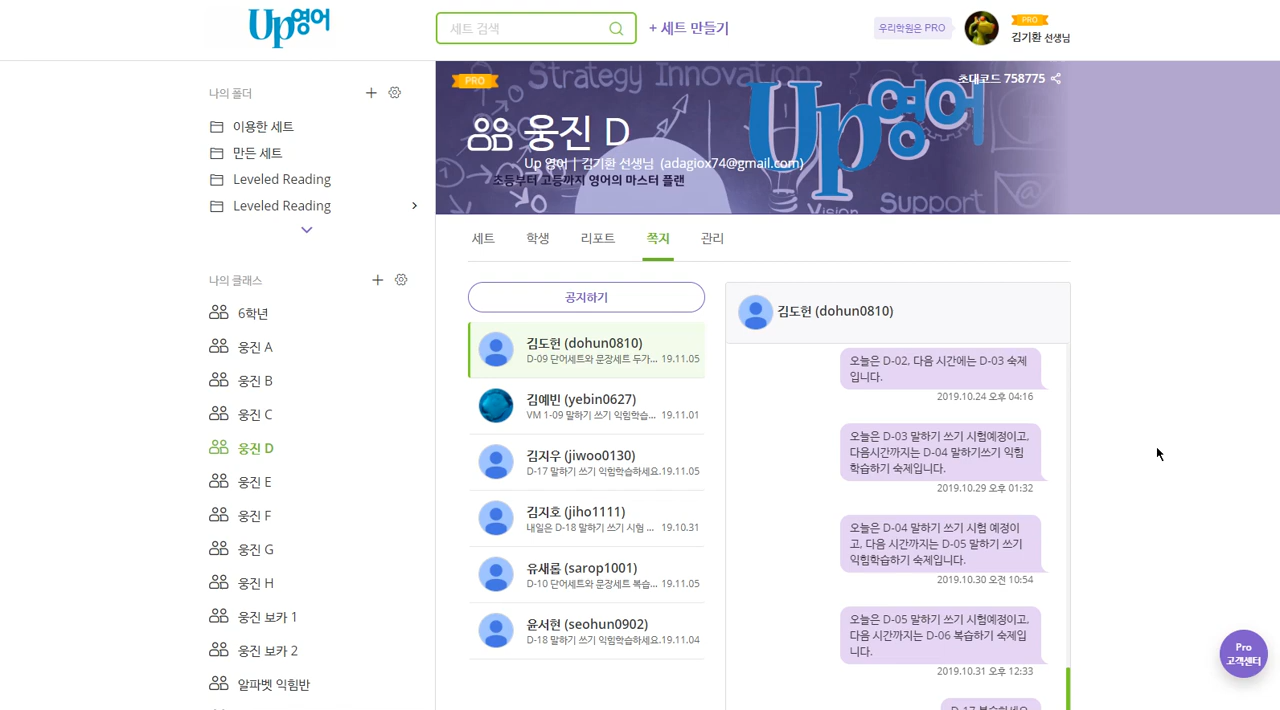 Up영어
세트 검색
+ 세트 만들기
우리학원은 PRO
PRO
김기환 선생님
나의 폴더
이용한 세트
만든 세트
Leveled Reading
Leveled Reading
나의 클래스
6학년
웅진 A
웅진 B
웅진 C
웅진 D
웅진 E
웅진 F
웅진 G
웅진 H
웅진 보카 1
웅진 보카 2
알파벳 익힘반
PRO
Strategy Innovation
초대코드 758775
웅진 D
Up영어
Up 영어 | 김기환 선생님 (adagiox74@gmail.com)
초등부터 고등까지 영어의 마스터 플랜
Vision
Support
세트 학생 리포트 쪽지 관리
공지하기
김도현 (dohun0810)
D-09 단어세트와 문장세트 두가... 19.11.05
김예빈 (yebin0627)
VM 1-09 말하기 쓰기 익힘학습... 19.11.01
김지우 (jiwoo0130)
D-17 말하기 쓰기 익힘학습하세요. 19.11.05
김지호 (jiho1111)
내일은 D-18 말하기 쓰기 시험 ... 19.10.31
유새롬 (sarop1001)
D-10 단어세트와 문장세트 복습... 19.11.05
윤서현 (seohun0902)
D-18 말하기 쓰기 익힘학습하세요. 19.11.04
김도현 (dohun0810)
오늘은 D-02, 다음 시간에는 D-03 숙제
입니다.
2019.10.24 오후 04:16
오늘은 D-03 말하기 쓰기 시험예정이고,
다음시간까지는 D-04 말하기쓰기 익힘
학습하기 숙제입니다.
2019.10.29 오후 01:32
오늘은 D-04 말하기 쓰기 시험 예정이
고, 다음 시간까지는 D-05 말하기 쓰기
익힘학습하기 숙제입니다.
2019.10.30 오전 10:54
오늘은 D-05 말하기 쓰기 시험예정이고,
다음 시간까지는 D-06 복습하기 숙제입
니다.
2019.10.31 오후 12:33
D-17 복습하세요
Pro
고객센터